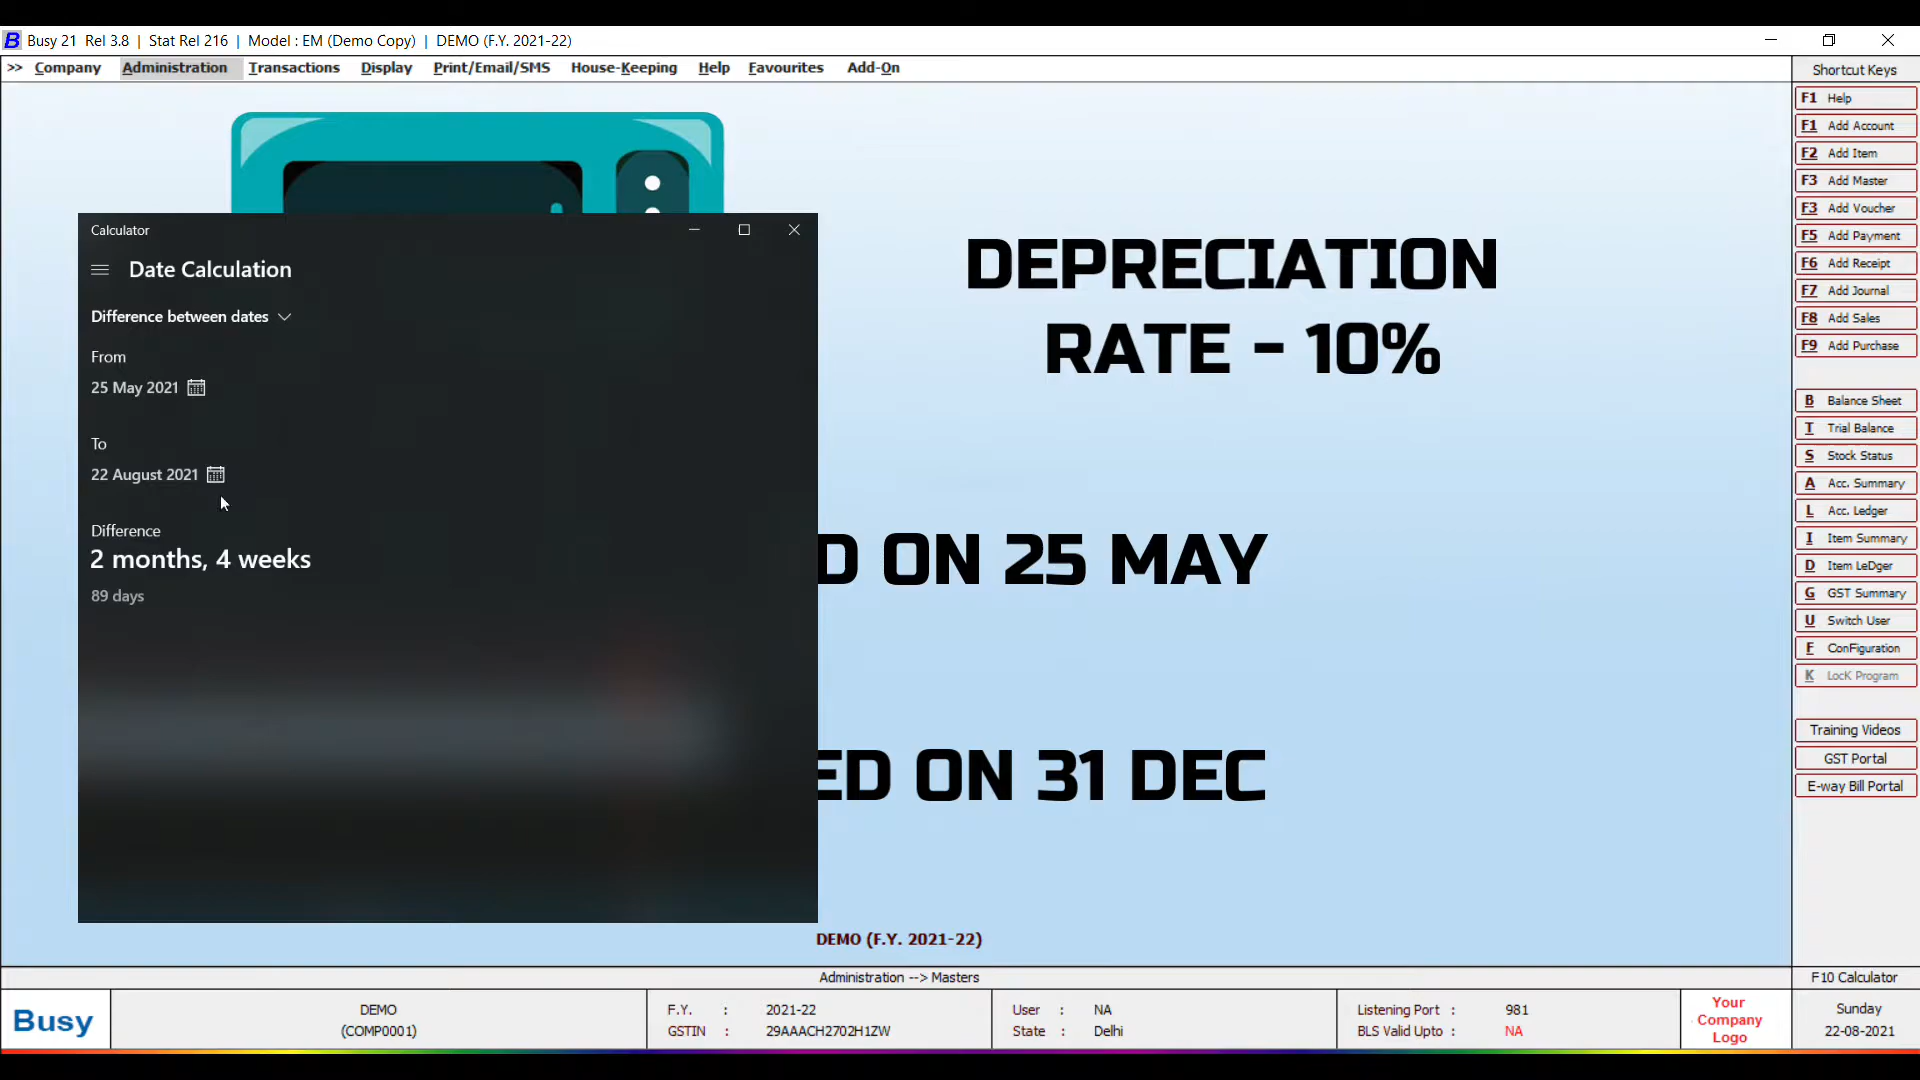 Busy 21 Rel 3.8 | Stat Rel 216 | Model : EM (Demo Copy) | DEMO (F.Y. 2021-22)
>> Company Administration Transactions Display Print/Email/SMS House-Keeping Help Favourites Add-On
Calculator
Date Calculation
Difference between dates
From
25 May 2021
To
22 August 2021
Difference
2 months, 4 weeks
89 days
DEPRECIATION
RATE - 10%
D ON 25 MAY
ED ON 31 DEC
DEMO (F.Y. 2021-22)
Shortcut Keys
F1 Help
F1 Add Account
F2 Add Item
F3 Add Master
F3 Add Voucher
F5 Add Payment
F6 Add Receipt
F7 Add Journal
F8 Add Sales
F9 Add Purchase
B Balance Sheet
T Trial Balance
S Stock Status
A Acc. Summary
L Acc. Ledger
I Item Summary
D Item LeDger
G GST Summary
U Switch User
F ConFiguration
K LocK Program
Training Videos
GST Portal
E-way Bill Portal
Administration --> Masters
F10 Calculator
Busy
DEMO
(COMP0001)
F.Y. : 2021-22
GSTIN : 29AAACH2702H1ZW
User : NA
State : Delhi
Listening Port : 981
BLS Valid Upto : NA
Your
Company
Logo
Sunday
22-08-2021